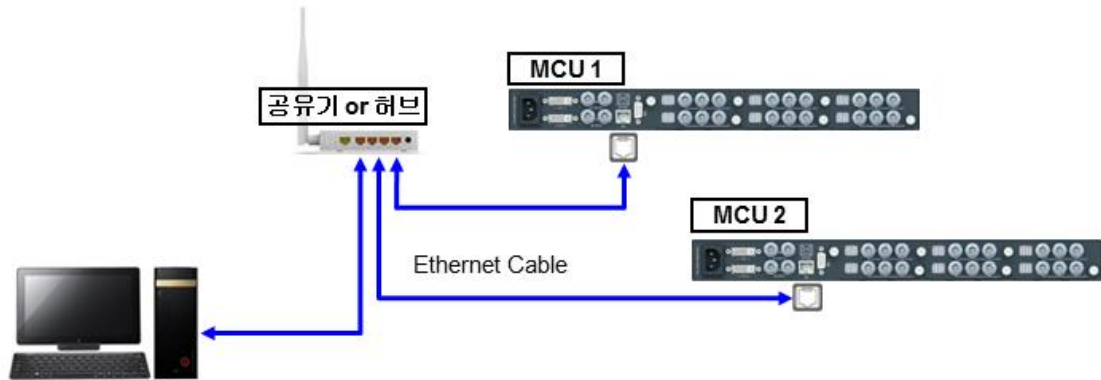 MCU 1
공유기 or 허브
MCU 2
Ethernet Cable